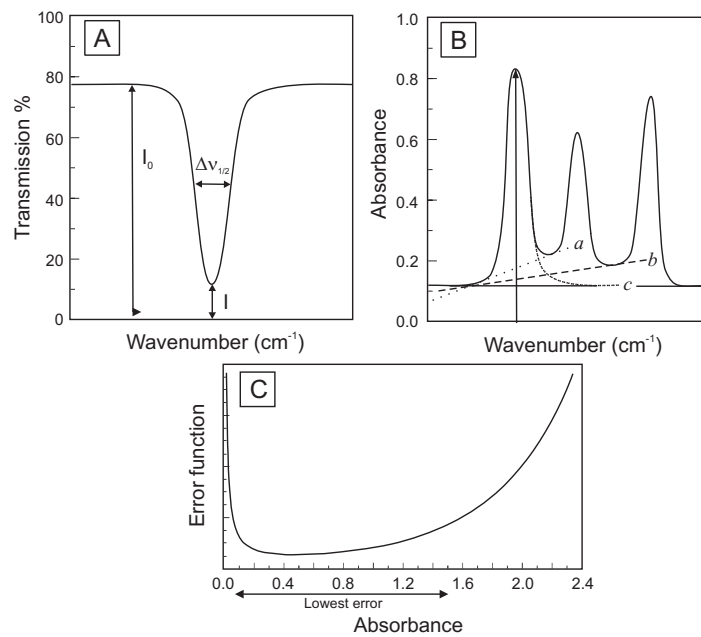 A
Transmission %
100
80
60
40
20
0
I₀
Δν₁/₂
I
Wavenumber (cm⁻¹)
B
Absorbance
1.0
0.8
0.6
0.4
0.2
0.0
a
b
c
Wavenumber (cm⁻¹)
C
Error function
0.0 0.4 0.8 1.2 1.6 2.0 2.4
Lowest error
Absorbance